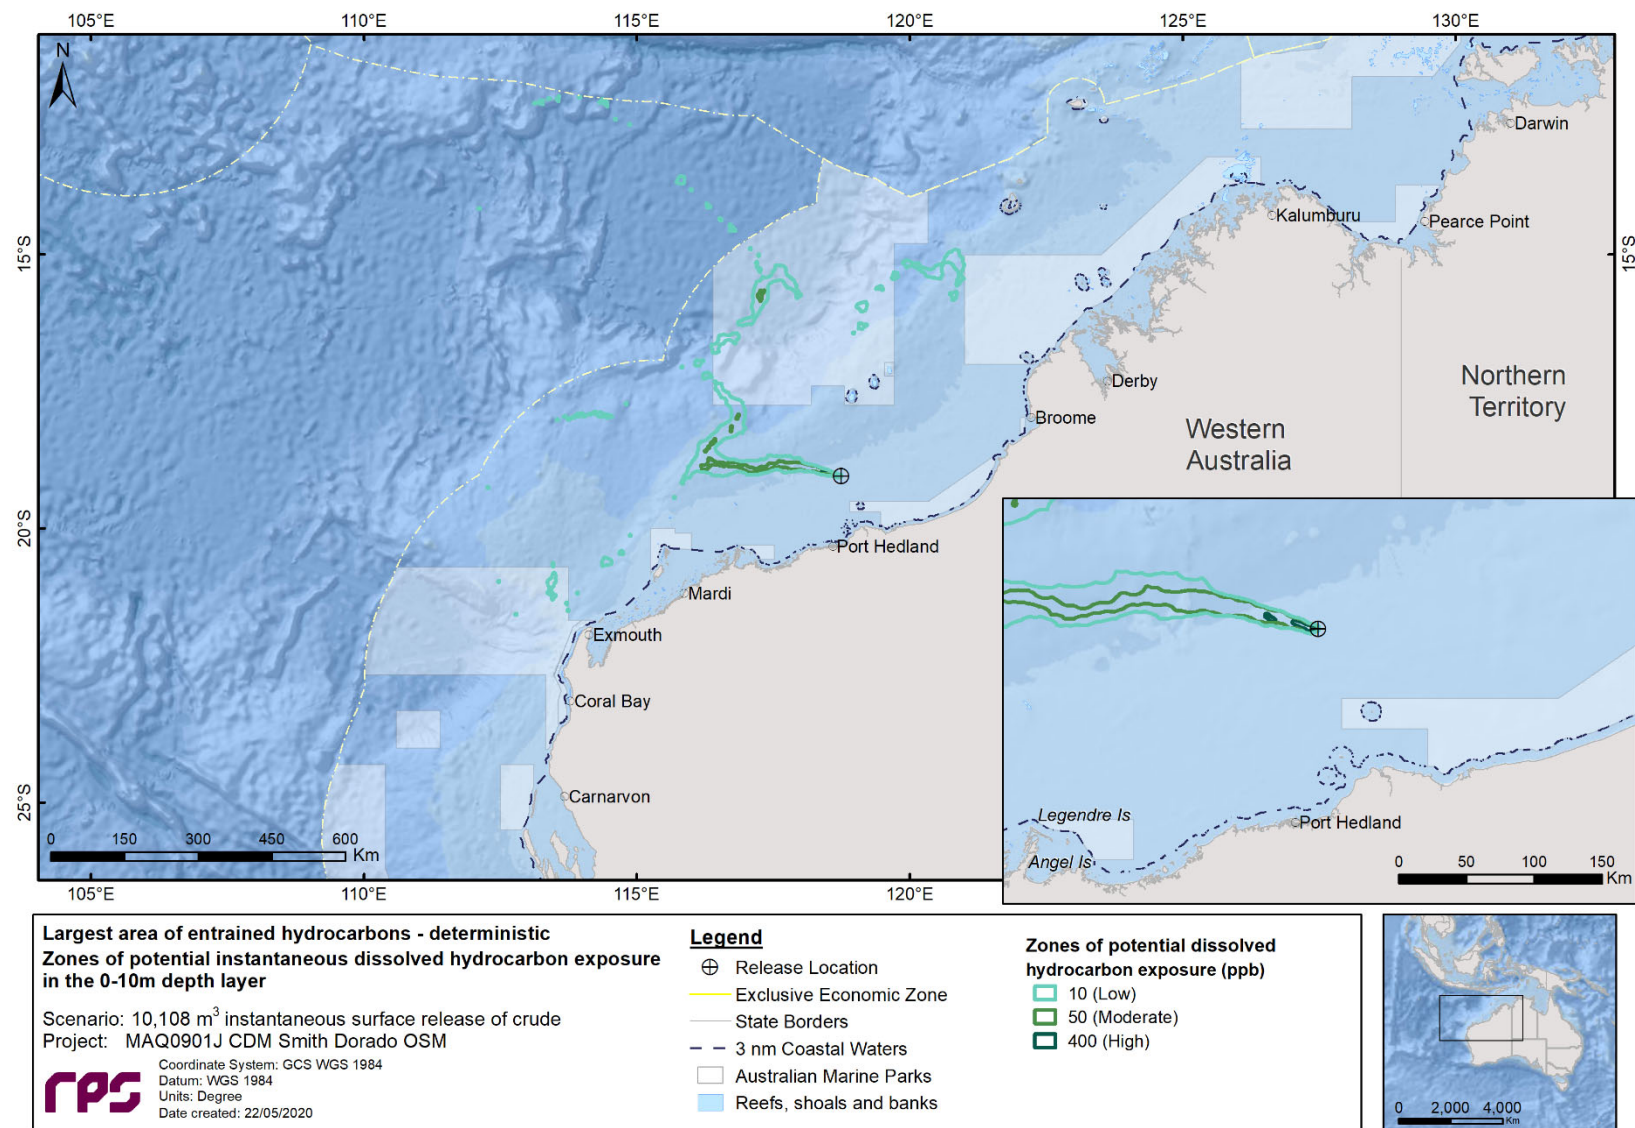 105°E 110°E 115°E 120°E 125°E 130°E
N
Darwin
Kalumburu
Pearce Point
15°S
15°S
Derby
Northern
Territory
Broome
Western
Australia
20°S
Port Hedland
Mardi
Exmouth
Coral Bay
Carnarvon
25°S
0 150 300 450 600
Km
105°E 110°E 115°E 120°E
Legendre Is
Port Hedland
Angel Is
0 50 100 150
Km
Largest area of entrained hydrocarbons - deterministic
Zones of potential instantaneous dissolved hydrocarbon exposure
in the 0-10m depth layer
Scenario: 10,108 m³ instantaneous surface release of crude
Project: MAQ0901J CDM Smith Dorado OSM
rps
Coordinate System: GCS WGS 1984
Datum: WGS 1984
Units: Degree
Date created: 22/05/2020
Legend
Release Location
Exclusive Economic Zone
State Borders
3 nm Coastal Waters
Australian Marine Parks
Reefs, shoals and banks
Zones of potential dissolved
hydrocarbon exposure (ppb)
10 (Low)
50 (Moderate)
400 (High)
0 2,000 4,000
Km